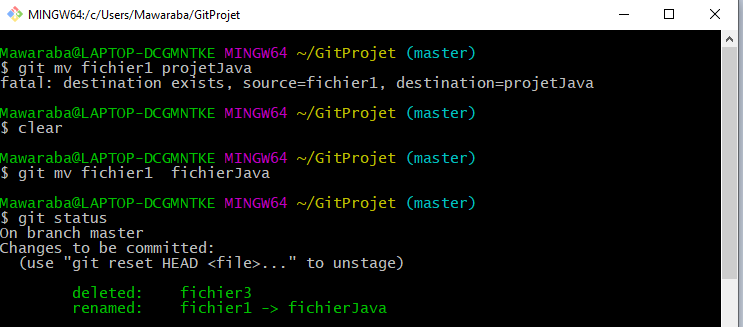 MINGW64:/c/Users/Mawaraba/GitProjet
Mawaraba@LAPTOP-DCGMNTKE MINGW64 ~/GitProjet (master)
$ git mv fichier1 projetJava
fatal: destination exists, source=fichier1, destination=projetJava
Mawaraba@LAPTOP-DCGMNTKE MINGW64 ~/GitProjet (master)
$ clear
Mawaraba@LAPTOP-DCGMNTKE MINGW64 ~/GitProjet (master)
$ git mv fichier1  fichierJava
Mawaraba@LAPTOP-DCGMNTKE MINGW64 ~/GitProjet (master)
$ git status
On branch master
Changes to be committed:
  (use "git reset HEAD <file>..." to unstage)
        deleted:    fichier3
        renamed:    fichier1 -> fichierJava